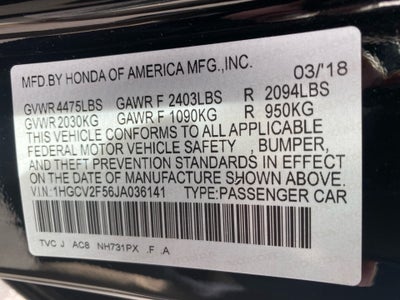 MFD.BY HONDA OF AMERICA MFG.,INC. 03/'18
GVWR 4475LBS GAWR F 2403LBS R 2094LBS
GVWR 2030KG GAWR F 1090KG R 950KG
THIS VEHICLE CONFORMS TO ALL APPLICABLE
FEDERAL MOTOR VEHICLE SAFETY , BUMPER,
AND THEFT PREVENTION STANDARDS IN EFFECT
ON THE DATE OF MANUFACTURE SHOWN ABOVE.
V.I.N.:1HGCV2F56JA036141 TYPE:PASSENGER CAR
TVC J AC8 NH731PX .F .A